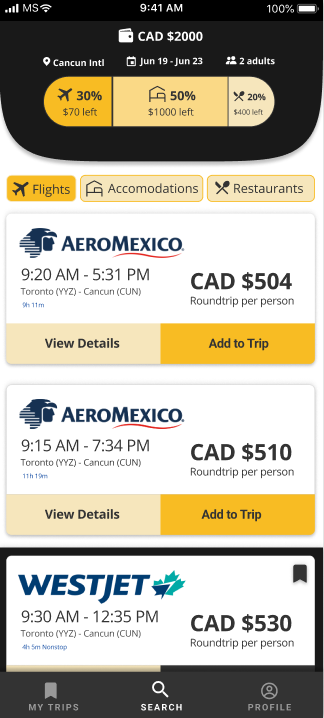 MS 9:41 AM 100%
CAD $2000
Cancun Intl Jun 19 - Jun 23 2 adults
30% 50% 20%
$70 left $1000 left $400 left
Flights Accomodations Restaurants
AEROMEXICO.
9:20 AM - 5:31 PM
CAD $504
Toronto (YYZ) - Cancun (CUN)
Roundtrip per person
9h 11m
View Details Add to Trip
AEROMEXICO.
9:15 AM - 7:34 PM
CAD $510
Toronto (YYZ) - Cancun (CUN)
Roundtrip per person
11h 19m
View Details Add to Trip
WESTJET
9:30 AM - 12:35 PM
CAD $530
Toronto (YYZ) - Cancun (CUN)
Roundtrip per person
4h 5m Nonstop
MY TRIPS SEARCH PROFILE